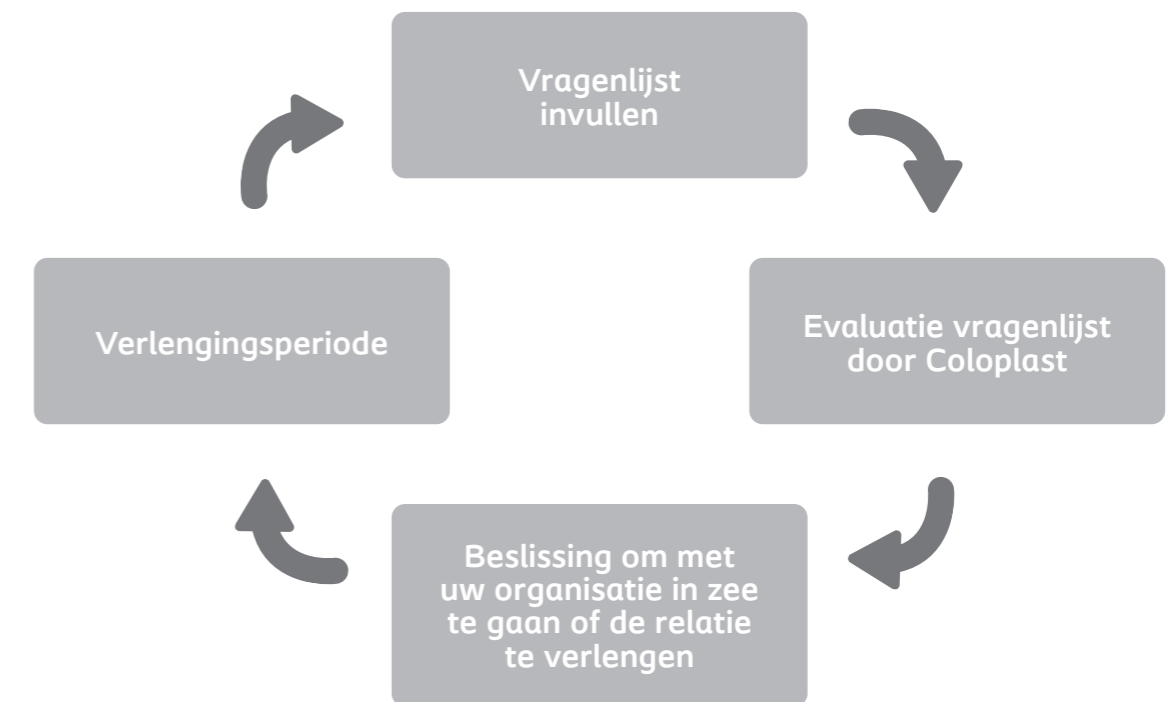 Vragenlijst
invullen
Evaluatie vragenlijst
door Coloplast
Beslissing om met
uw organisatie in zee
te gaan of de relatie
te verlengen
Verlengingsperiode